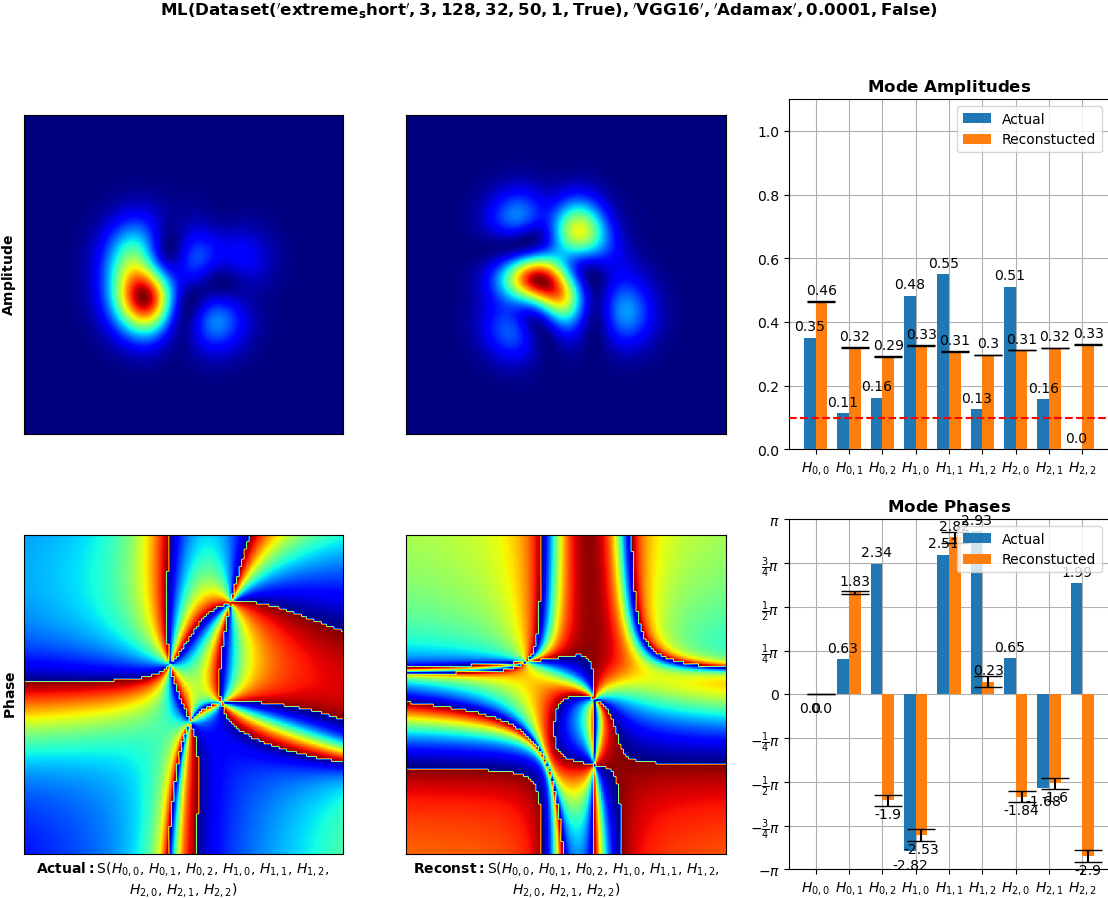 ML(Dataset('extremeₛhort', 3, 128, 32, 50, 1, True), 'VGG16', 'Adamax', 0.0001, False)
Amplitude
Mode Amplitudes
Actual
Reconstucted
1.0
0.8
0.6
0.4
0.2
0.0
0.35
0.46
0.11
0.32
0.16
0.29
0.48
0.33
0.55
0.31
0.13
0.3
0.51
0.31
0.16
0.32
0.0
0.33
H₀,₀ H₀,₁ H₀,₂ H₁,₀ H₁,₁ H₁,₂ H₂,₀ H₂,₁ H₂,₂
Phase
Actual: S(H₀,₀, H₀,₁, H₀,₂, H₁,₀, H₁,₁, H₁,₂,
H₂,₀, H₂,₁, H₂,₂)
Reconst: S(H₀,₀, H₀,₁, H₀,₂, H₁,₀, H₁,₁, H₁,₂,
H₂,₀, H₂,₁, H₂,₂)
Mode Phases
Actual
Reconstucted
π
3/4π
1/2π
1/4π
0
−1/4π
−1/2π
−3/4π
−π
0.0
0.0
0.63
1.83
2.34
-1.9
-2.82
-2.53
2.51
2.93
0.23
0.65
-1.84
-1.68
-1.6
1.99
-2.9
H₀,₀ H₀,₁ H₀,₂ H₁,₀ H₁,₁ H₁,₂ H₂,₀ H₂,₁ H₂,₂